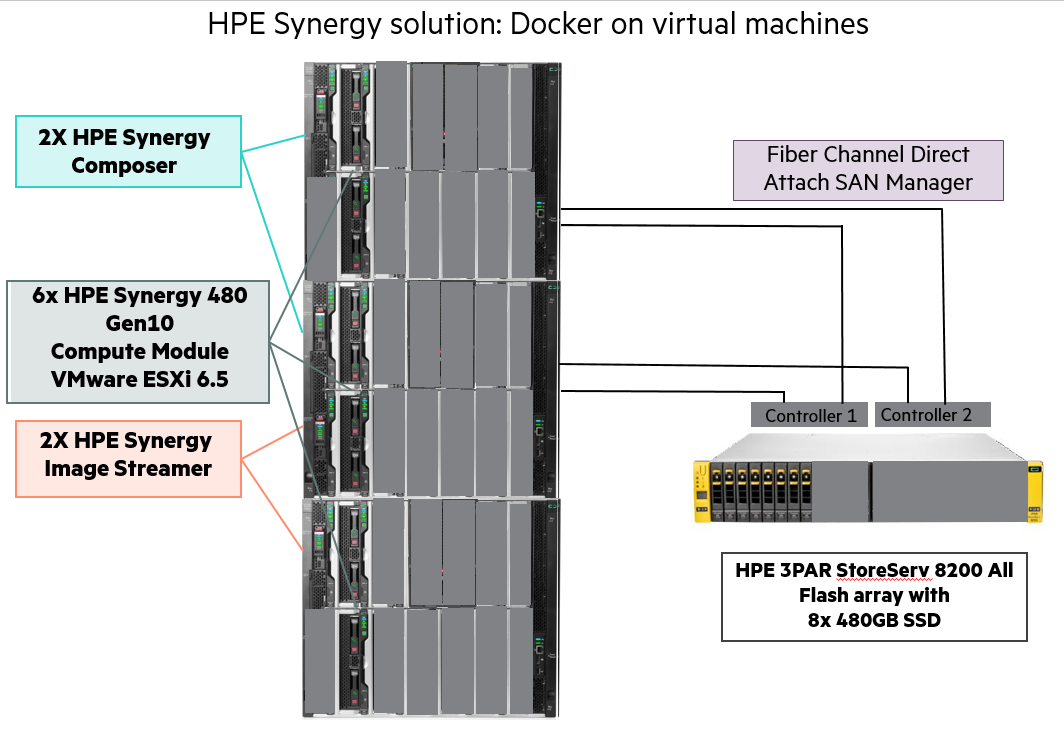 HPE Synergy solution: Docker on virtual machines
2X HPE Synergy
Composer
Fiber Channel Direct
Attach SAN Manager
6x HPE Synergy 480
Gen10
Compute Module
VMware ESXi 6.5
2X HPE Synergy
Image Streamer
Controller 1
Controller 2
HPE 3PAR StoreServ 8200 All
Flash array with
8x 480GB SSD